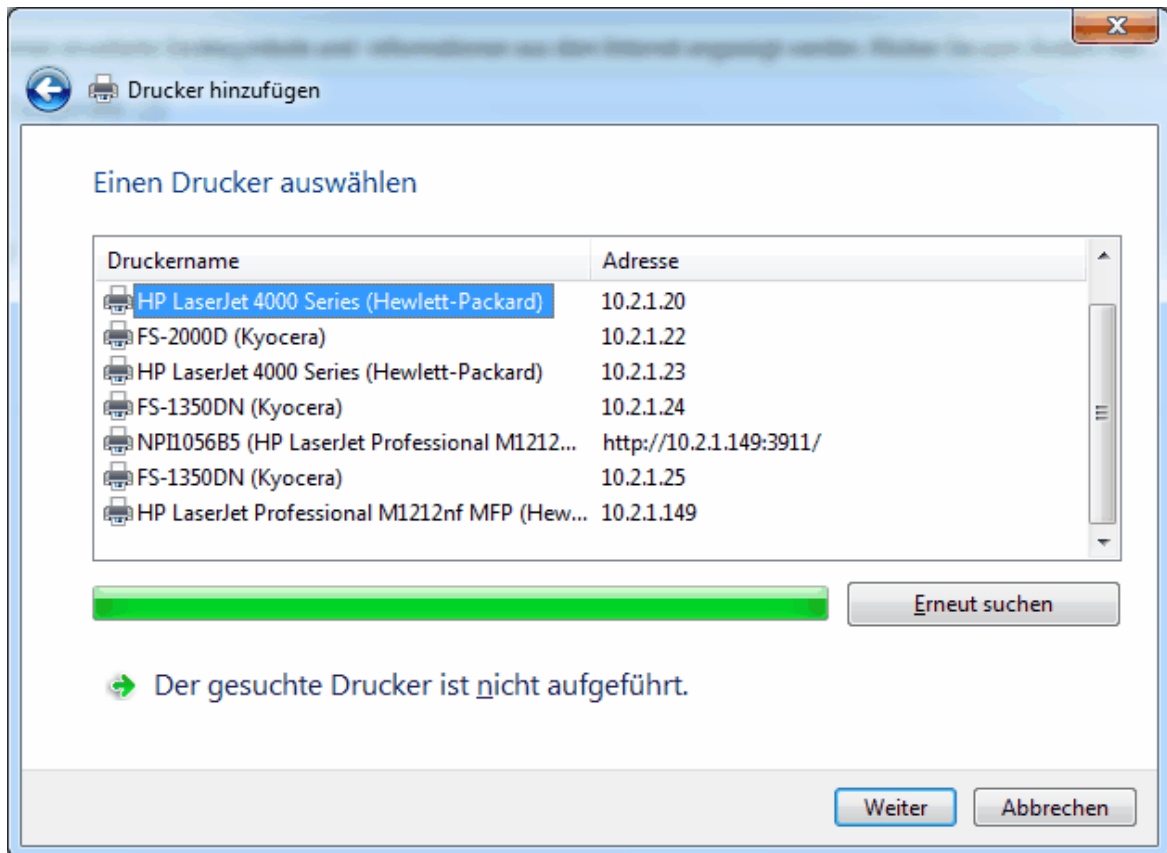 Drucker hinzufügen
Einen Drucker auswählen
Druckername Adresse
HP LaserJet 4000 Series (Hewlett-Packard) 10.2.1.20
FS-2000D (Kyocera) 10.2.1.22
HP LaserJet 4000 Series (Hewlett-Packard) 10.2.1.23
FS-1350DN (Kyocera) 10.2.1.24
NPI1056B5 (HP LaserJet Professional M1212... http://10.2.1.149:3911/
FS-1350DN (Kyocera) 10.2.1.25
HP LaserJet Professional M1212nf MFP (Hew... 10.2.1.149
Erneut suchen
Der gesuchte Drucker ist nicht aufgeführt.
Weiter Abbrechen